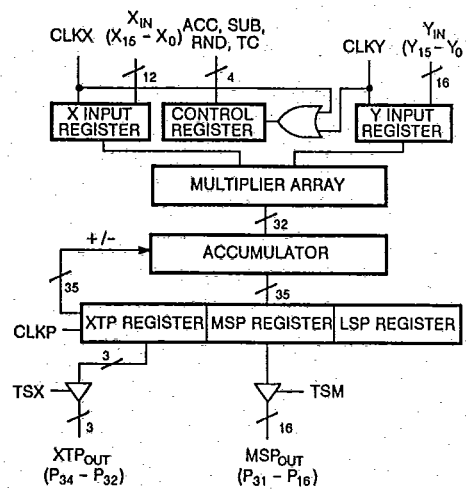 X_IN ACC, SUB,
CLKX (X_15 – X_0) RND, TC
Y_IN
CLKY (Y_15 – Y_0
12
4
16
X INPUT
REGISTER
CONTROL
REGISTER
Y INPUT
REGISTER
MULTIPLIER ARRAY
32
+/-
ACCUMULATOR
35
35
CLKP
XTP REGISTER
MSP REGISTER
LSP REGISTER
3
TSX
TSM
3
16
XTP_OUT
(P_34 – P_32)
MSP_OUT
(P_31 – P_16)